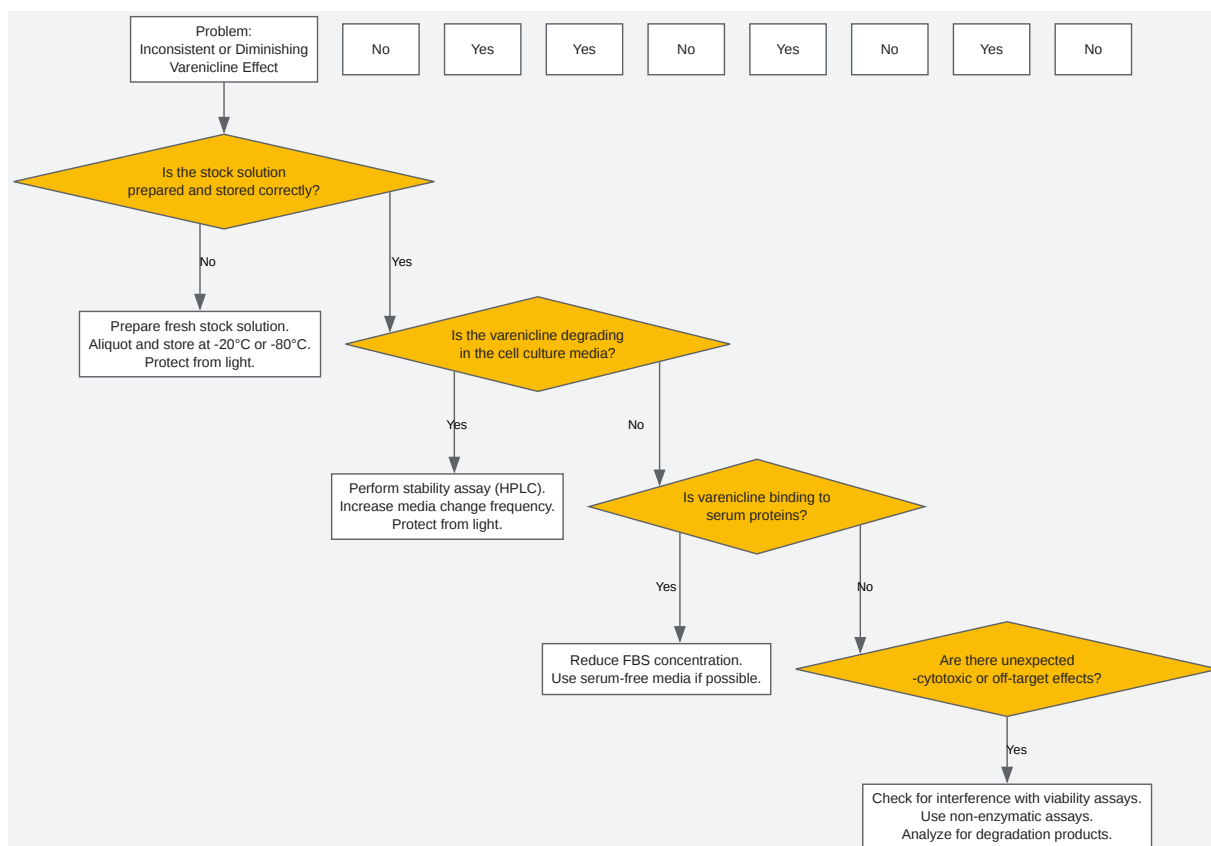 Problem:
Inconsistent or Diminishing
Varenicline Effect
No
Yes
Yes
No
Yes
No
Yes
No
Is the stock solution
prepared and stored correctly?
No
Yes
Prepare fresh stock solution.
Aliquot and store at -20°C or -80°C.
Protect from light.
Is the varenicline degrading
in the cell culture media?
Yes
No
Perform stability assay (HPLC).
Increase media change frequency.
Protect from light.
Is varenicline binding to
serum proteins?
Yes
No
Reduce FBS concentration.
Use serum-free media if possible.
Are there unexpected
-cytotoxic or off-target effects?
Yes
Check for interference with viability assays.
Use non-enzymatic assays.
Analyze for degradation products.